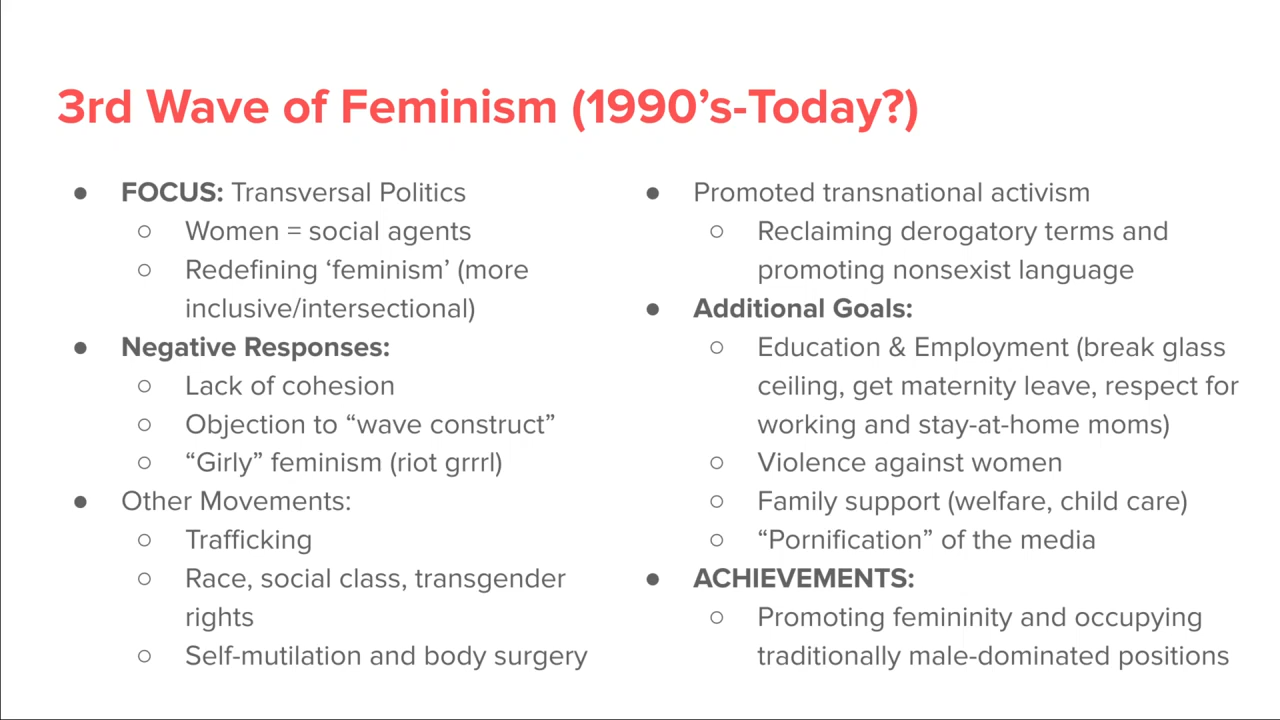 3rd Wave of Feminism (1990’s-Today?)
● FOCUS: Transversal Politics
○ Women = social agents
○ Redefining ‘feminism’ (more
inclusive/intersectional)
● Negative Responses:
○ Lack of cohesion
○ Objection to “wave construct”
○ “Girly” feminism (riot grrrl)
● Other Movements:
○ Trafficking
○ Race, social class, transgender
rights
○ Self-mutilation and body surgery
● Promoted transnational activism
○ Reclaiming derogatory terms and
promoting nonsexist language
● Additional Goals:
○ Education & Employment (break glass
ceiling, get maternity leave, respect for
working and stay-at-home moms)
○ Violence against women
○ Family support (welfare, child care)
○ “Pornification” of the media
● ACHIEVEMENTS:
○ Promoting femininity and occupying
traditionally male-dominated positions